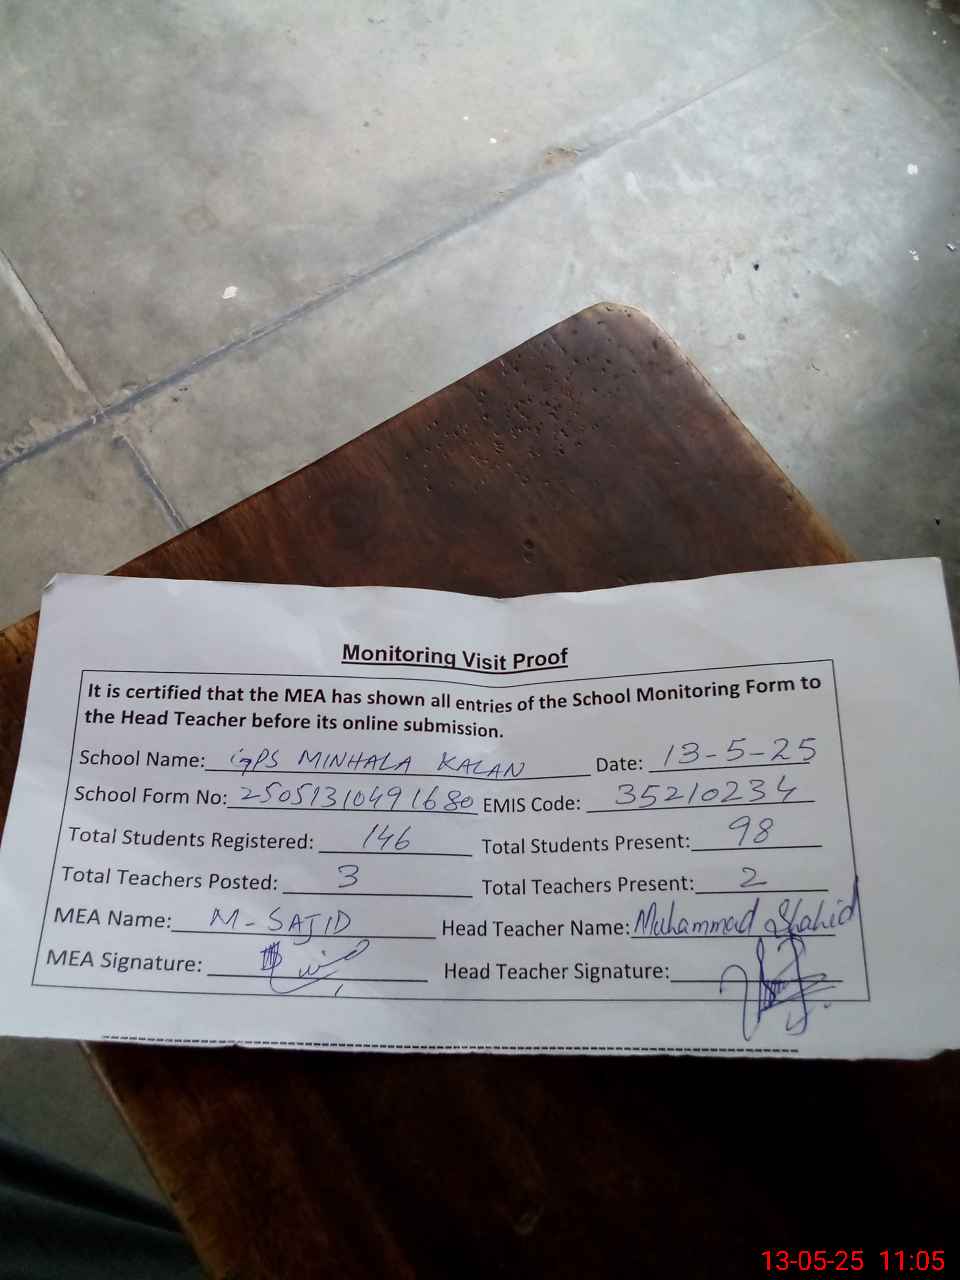 Monitoring Visit Proof
It is certified that the MEA has shown all entries of the School Monitoring Form to
the Head Teacher before its online submission.
School Name: GPS MINHALA KALAN Date: 13-5-25
School Form No: 2505131049 1680 EMIS Code: 35210234
Total Students Registered: 146 Total Students Present: 98
Total Teachers Posted: 3 Total Teachers Present: 2
MEA Name: M-SAJID Head Teacher Name: Muhammad Shahid
MEA Signature: Head Teacher Signature:
13-05-25 11:05